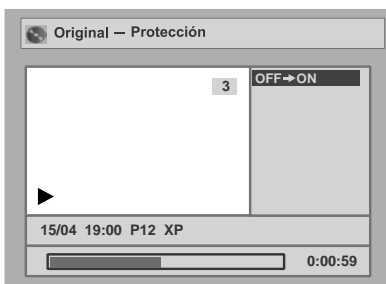 Original – Protección
3
OFF➔ON
15/04 19:00 P12 XP
0:00:59